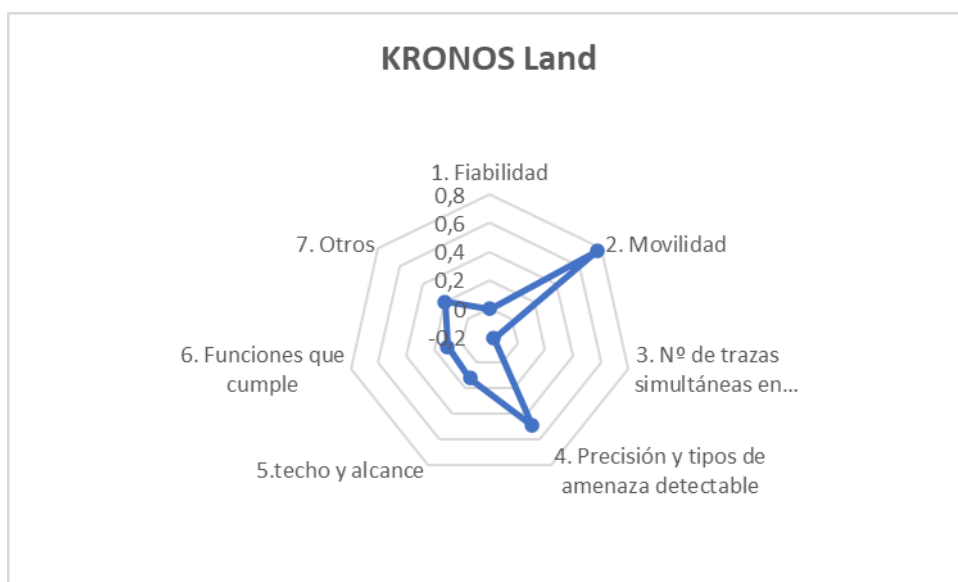 KRONOS Land
1. Fiabilidad
0,8
0,6
0,4
0,2
0
-0,2
2. Movilidad
3. Nº de trazas
simultáneas en...
4. Precisión y tipos de
amenaza detectable
5.techo y alcance
6. Funciones que
cumple
7. Otros